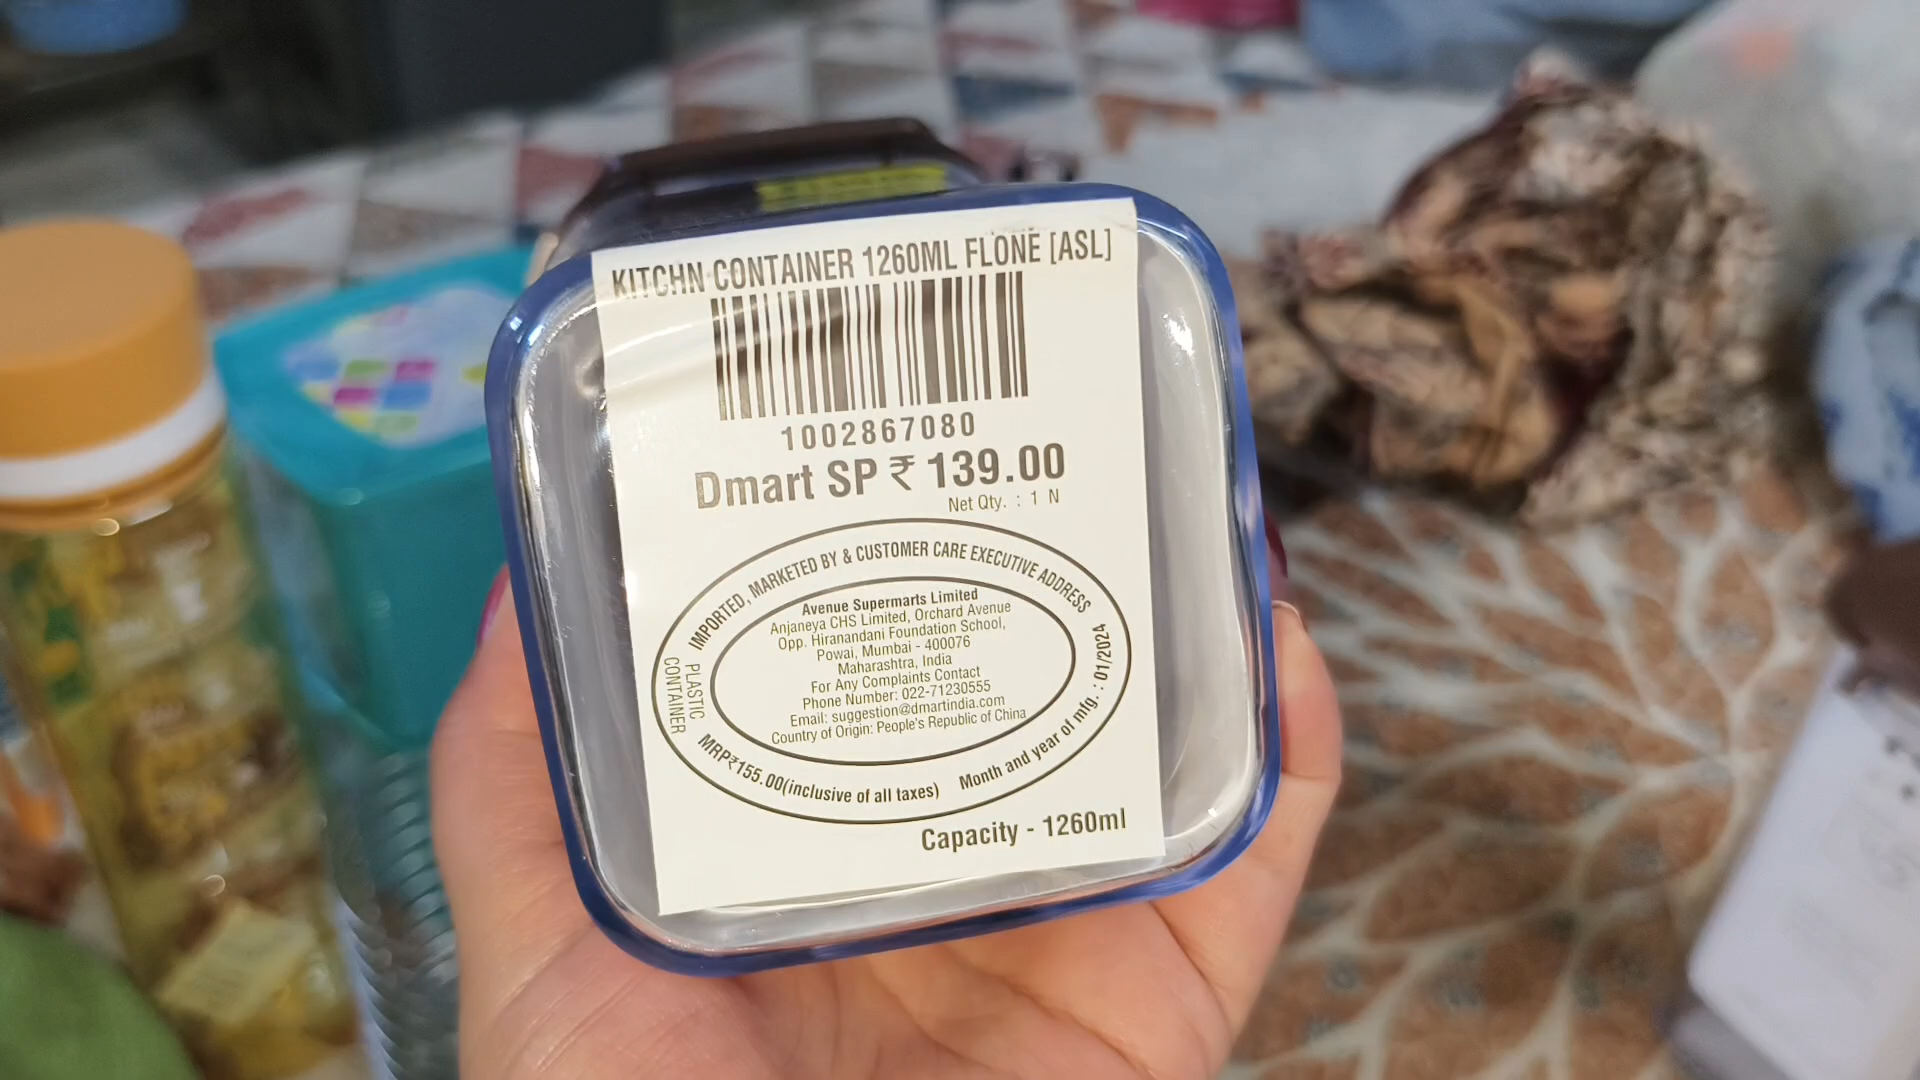 KITCHN CONTAINER 1260ML FLONE [ASL]
1002867080
Dmart SP ₹ 139.00
Net Qty. : 1 N
IMPORTED, MARKETED BY & CUSTOMER CARE EXECUTIVE ADDRESS
Avenue Supermarts Limited
Anjaneya CHS Limited, Orchard Avenue
Opp. Hiranandani Foundation School,
Powai, Mumbai - 400076
Maharashtra, India
For Any Complaints Contact
Phone Number: 022-71230555
Email: suggestion@dmartindia.com
Country of Origin: People's Republic of China
PLASTIC
CONTAINER
MRP₹155.00(inclusive of all taxes)
Month and year of mfg. : 01/2024
Capacity - 1260ml